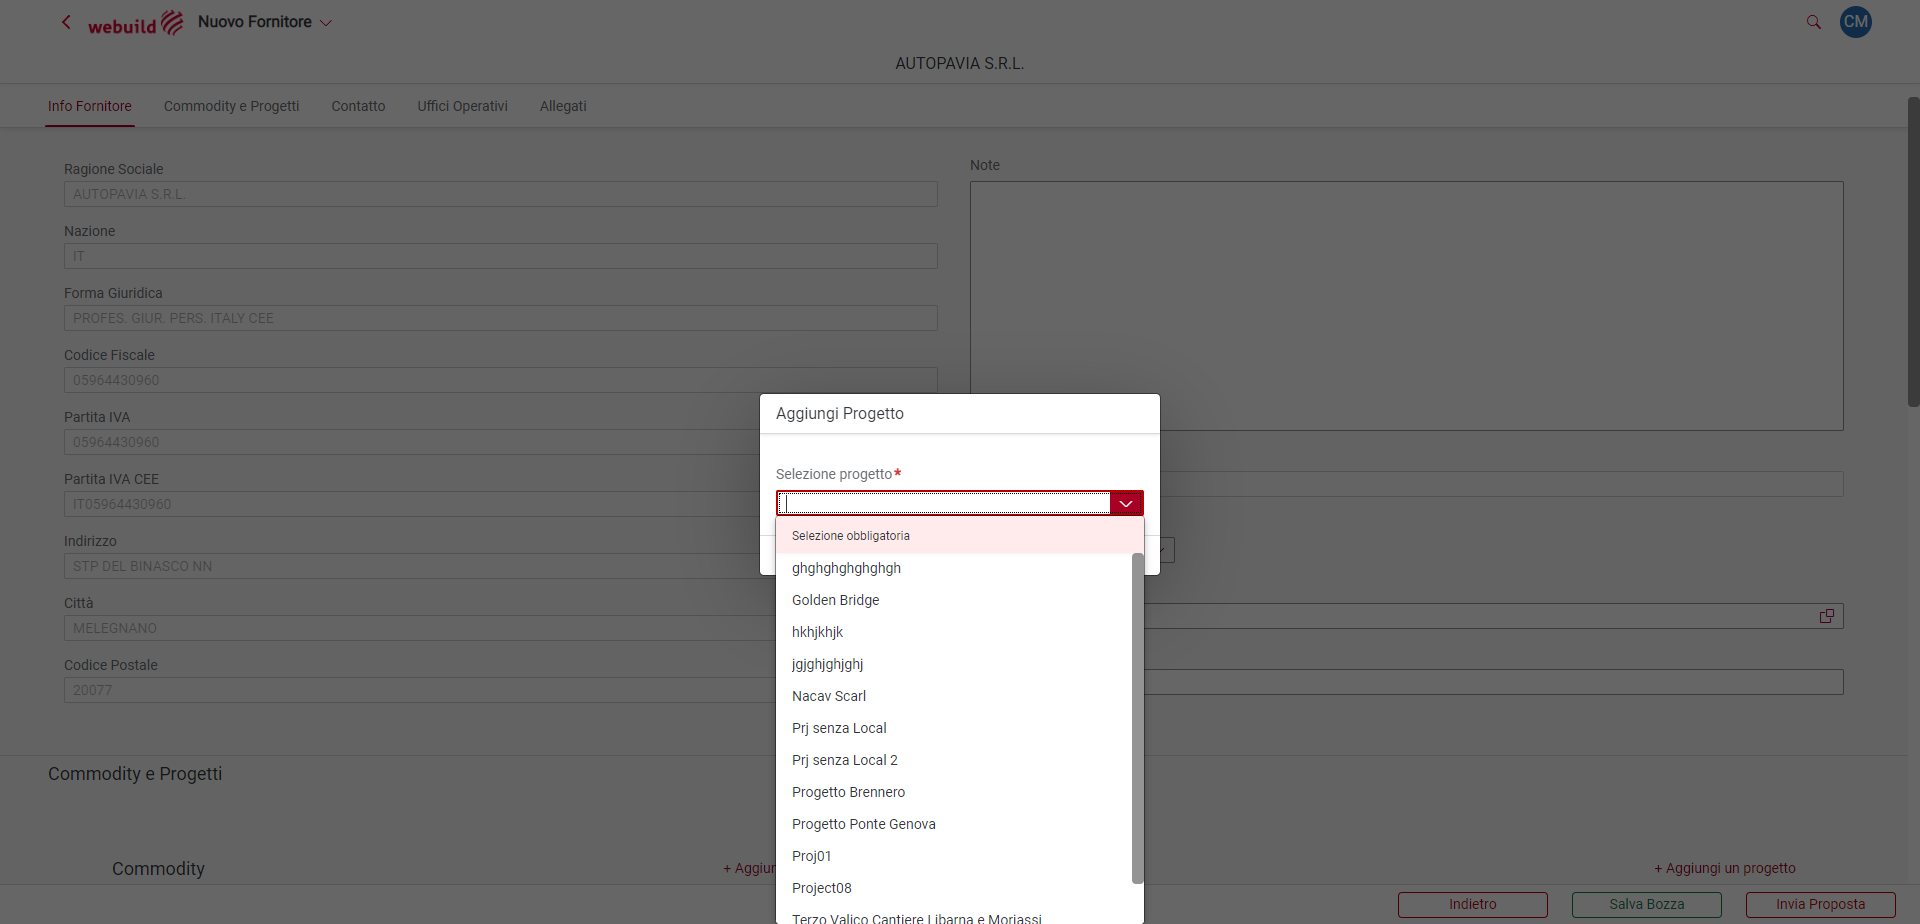 webuild Nuovo Fornitore
CM
AUTOPAVIA S.R.L.
Info Fornitore Commodity e Progetti Contatto Uffici Operativi Allegati
Ragione Sociale
AUTOPAVIA S.R.L.
Nazione
IT
Forma Giuridica
PROFES. GIUR. PERS. ITALY CEE
Codice Fiscale
05964430960
Partita IVA
05964430960
Partita IVA CEE
IT05964430960
Indirizzo
STP DEL BINASCO NN
Città
MELEGNANO
Codice Postale
20077
Note
Aggiungi Progetto
Selezione progetto*
Selezione obbligatoria
ghghghghghghgh
Golden Bridge
hkhjkhjk
jgjghjghjghj
Nacav Scarl
Prj senza Local
Prj senza Local 2
Progetto Brennero
Progetto Ponte Genova
Proj01
Project08
Terzo Valico Cantiere Libarna e Moriassi
Commodity e Progetti
Commodity
+ Aggiun
+ Aggiungi un progetto
Indietro Salva Bozza Invia Proposta